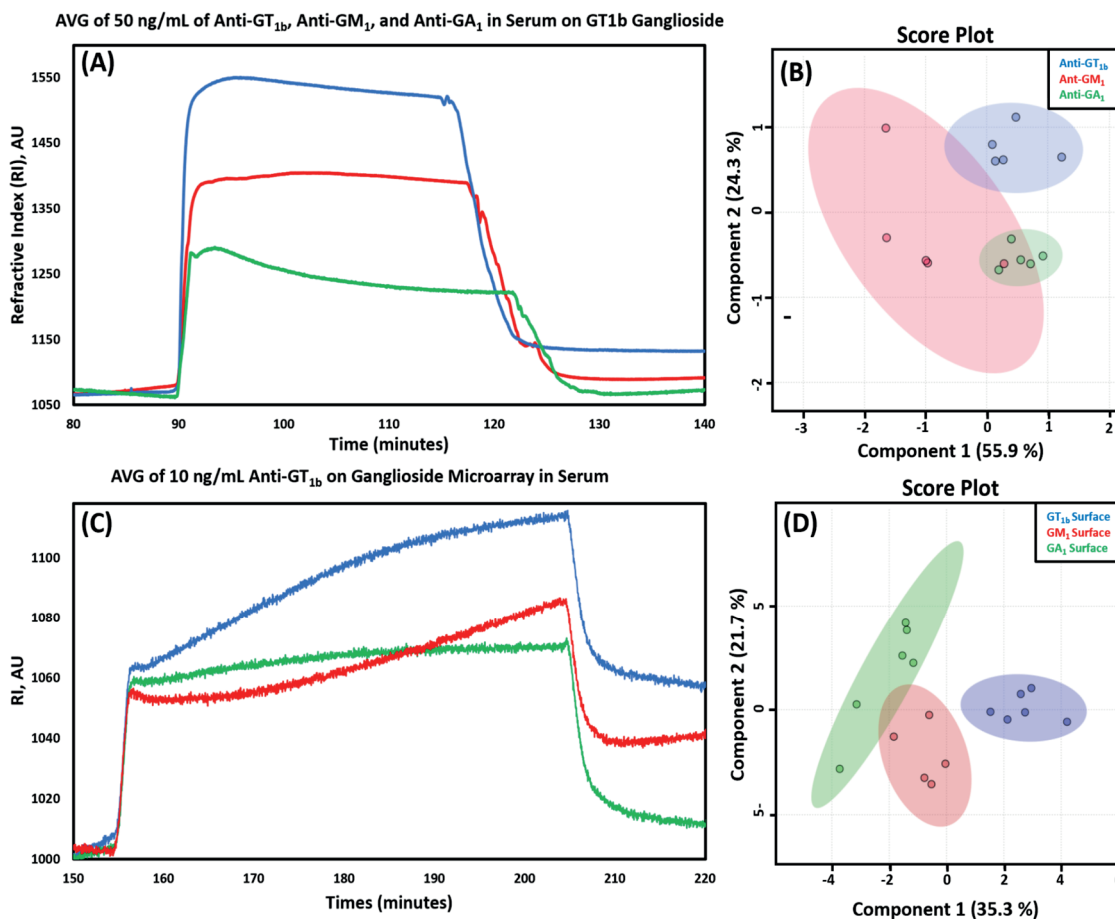 AVG of 50 ng/mL of Anti-GT1b, Anti-GM1, and Anti-GA1 in Serum on GT1b Ganglioside
(A)
Refractive Index (RI), AU
1550
1450
1350
1250
1150
1050
80 90 100 110 120 130 140
Time (minutes)
Score Plot
(B)
Anti-GT1b
Ant-GM1
Anti-GA1
Component 2 (24.3 %)
1
0
-1
-2
-3 -2 -1 0 1 2
Component 1 (55.9 %)
AVG of 10 ng/mL Anti-GT1b on Ganglioside Microarray in Serum
(C)
RI, AU
1100
1080
1060
1040
1020
1000
150 160 170 180 190 200 210 220
Times (minutes)
Score Plot
(D)
GT1b Surface
GM1 Surface
GA1 Surface
Component 2 (21.7 %)
5
0
5-
-4 -2 0 2 4
Component 1 (35.3 %)